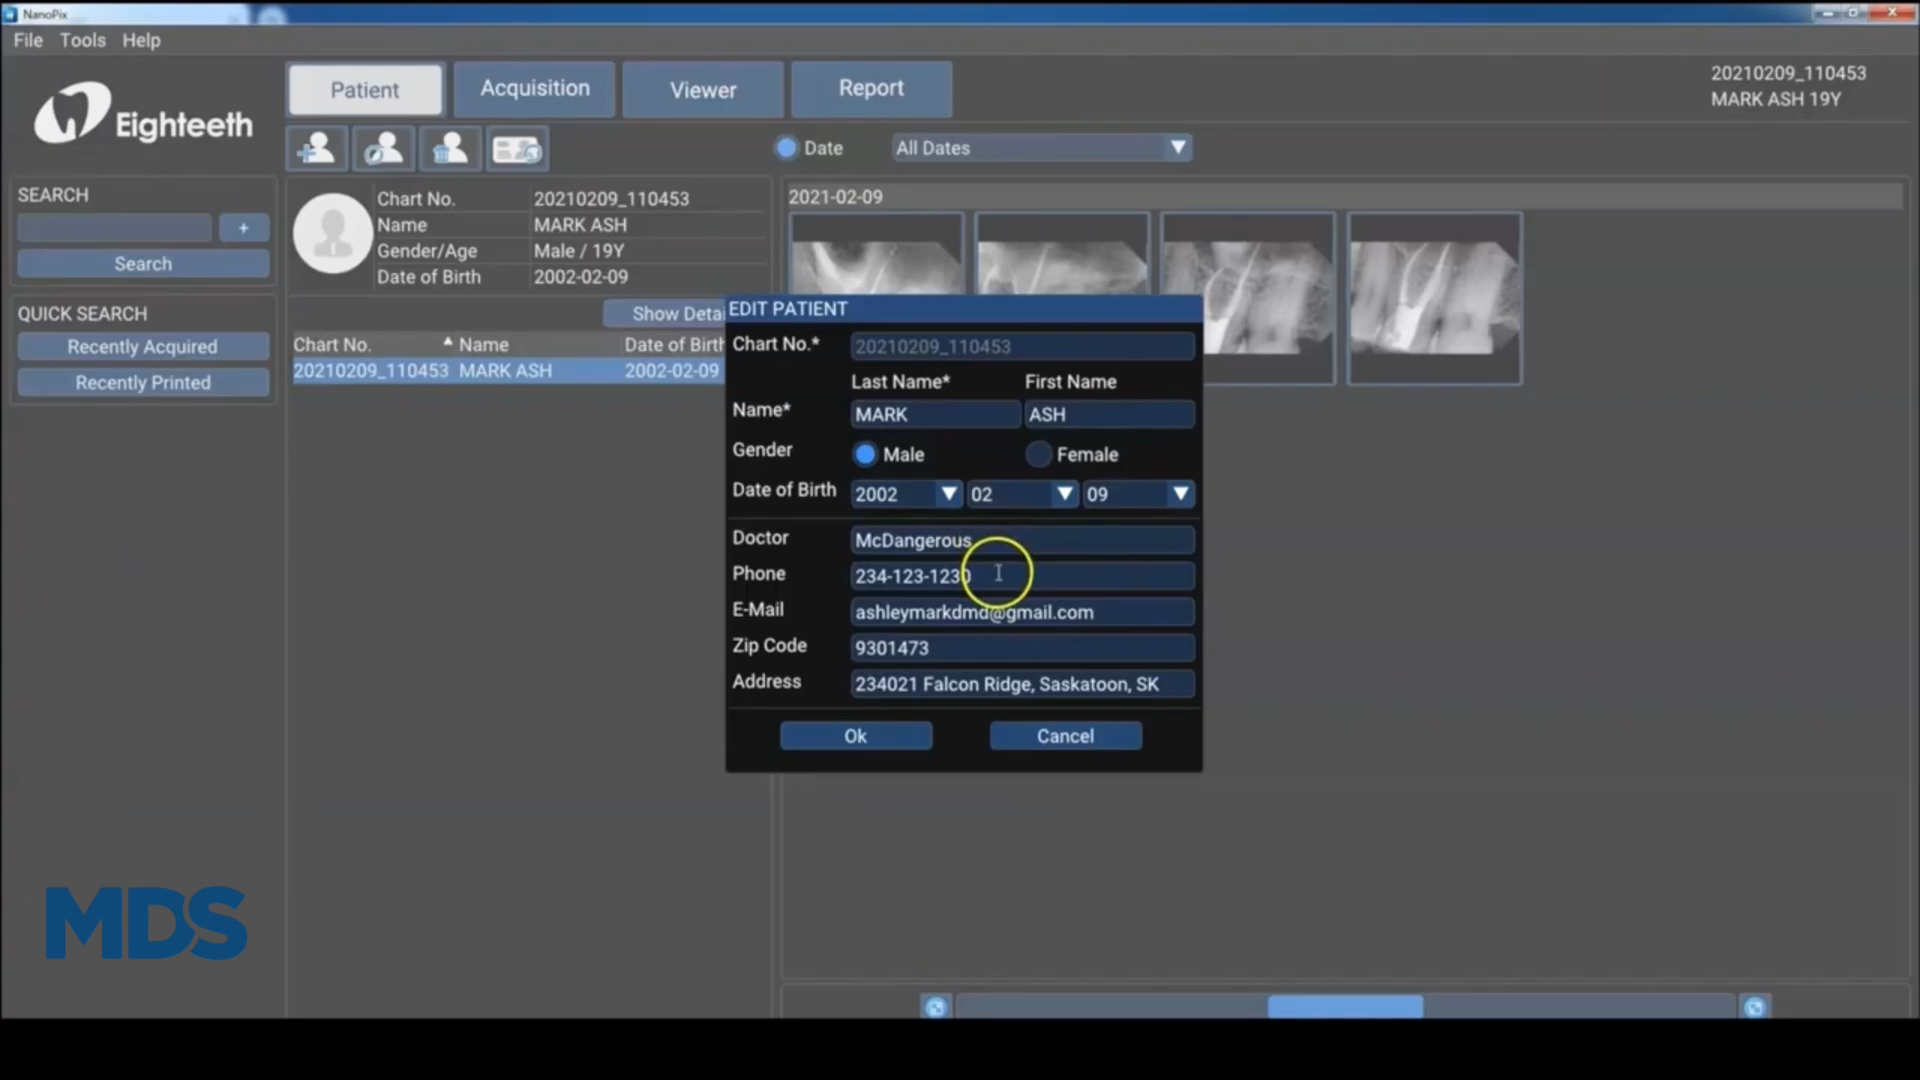 NanoPix
File Tools Help
Eighteeth
Patient Acquisition Viewer Report
20210209_110453
MARK ASH 19Y
Date All Dates
SEARCH
+
Search
QUICK SEARCH
Recently Acquired
Recently Printed
Chart No. 20210209_110453
Name MARK ASH
Gender/Age Male / 19Y
Date of Birth 2002-02-09
Show Detai
Chart No. Name Date of Birth
20210209_110453 MARK ASH 2002-02-09
2021-02-09
EDIT PATIENT
Chart No.* 20210209_110453
Last Name* First Name
Name* MARK ASH
Gender Male Female
Date of Birth 2002 02 09
Doctor McDangerous
Phone 234-123-1230
E-Mail ashleymarkdmd@gmail.com
Zip Code 9301473
Address 234021 Falcon Ridge, Saskatoon, SK
Ok Cancel
MDS